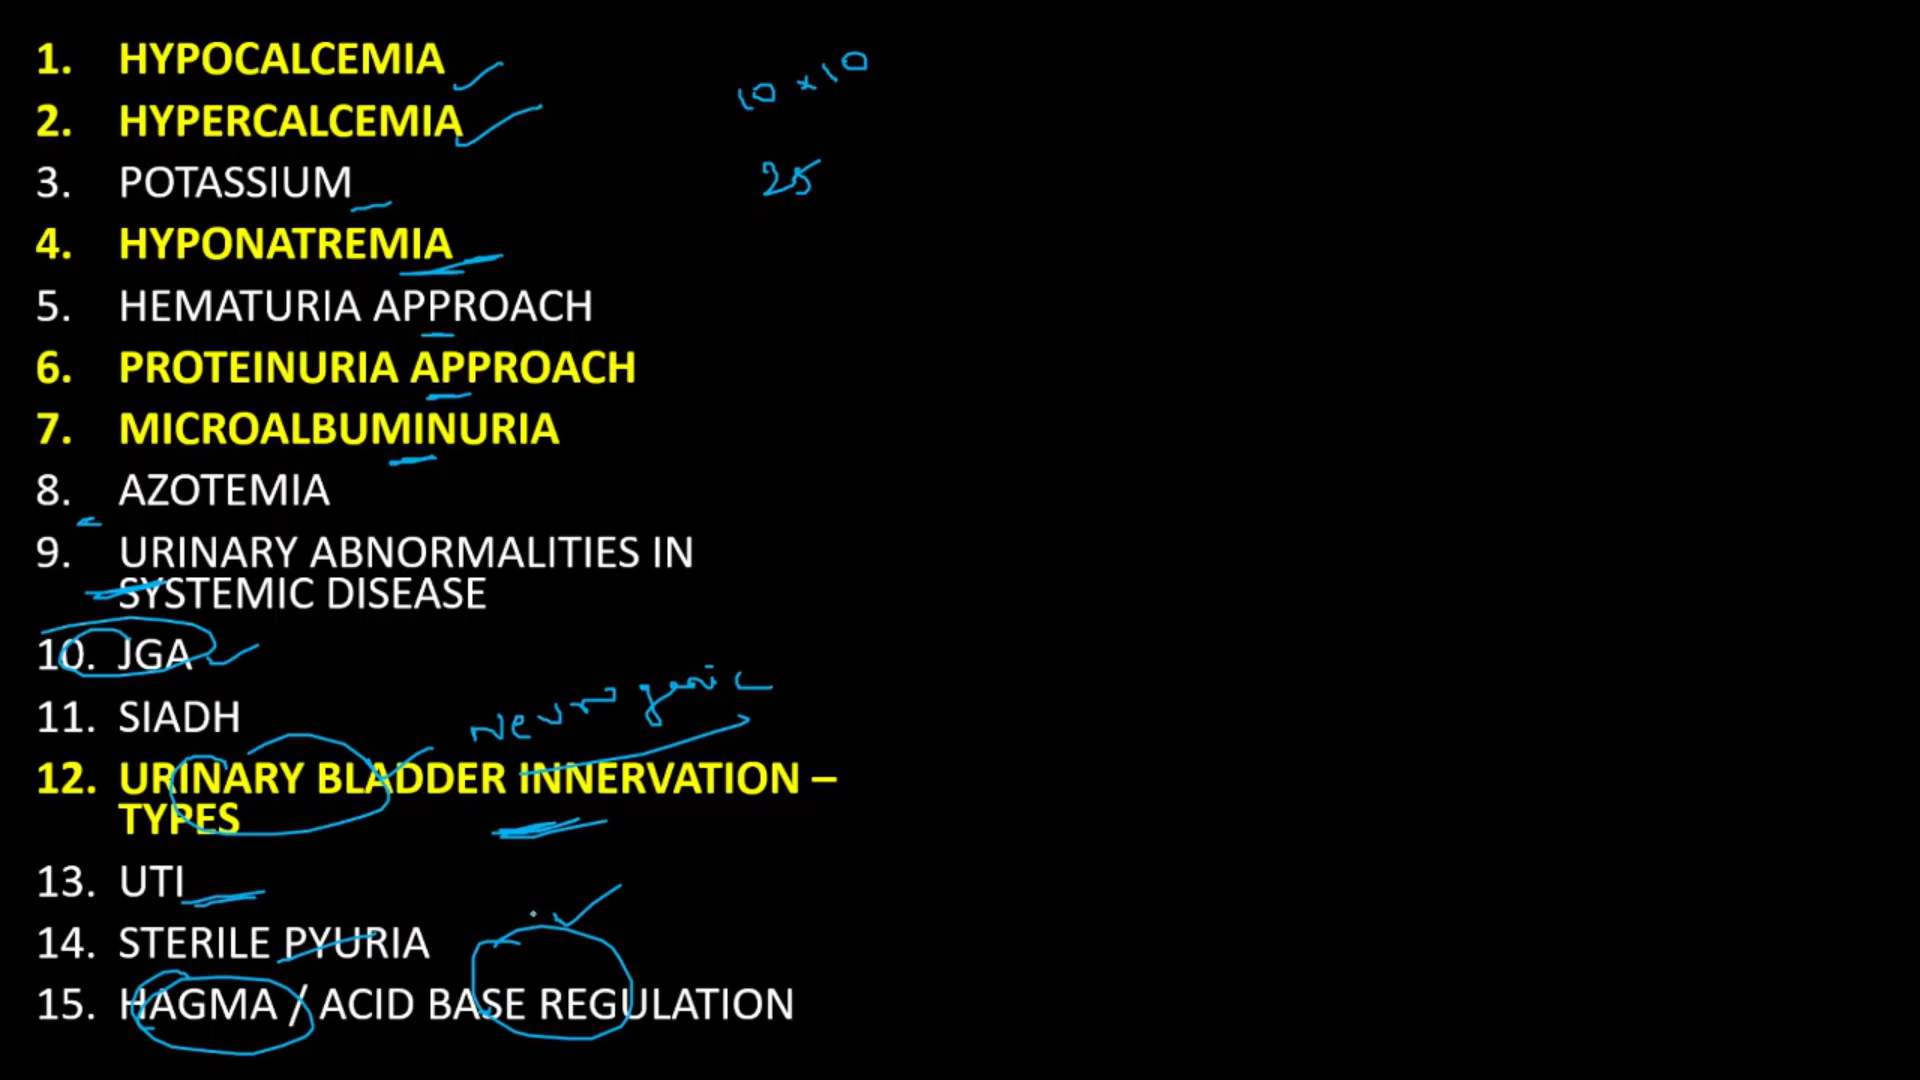 1. HYPOCALCEMIA
10 x 10
2. HYPERCALCEMIA
3. POTASSIUM
25
4. HYPONATREMIA
5. HEMATURIA APPROACH
6. PROTEINURIA APPROACH
7. MICROALBUMINURIA
8. AZOTEMIA
9. URINARY ABNORMALITIES IN
SYSTEMIC DISEASE
10. JGA
11. SIADH
Neurogenic
12. URINARY BLADDER INNERVATION –
TYPES
13. UTI
14. STERILE PYURIA
15. HAGMA / ACID BASE REGULATION